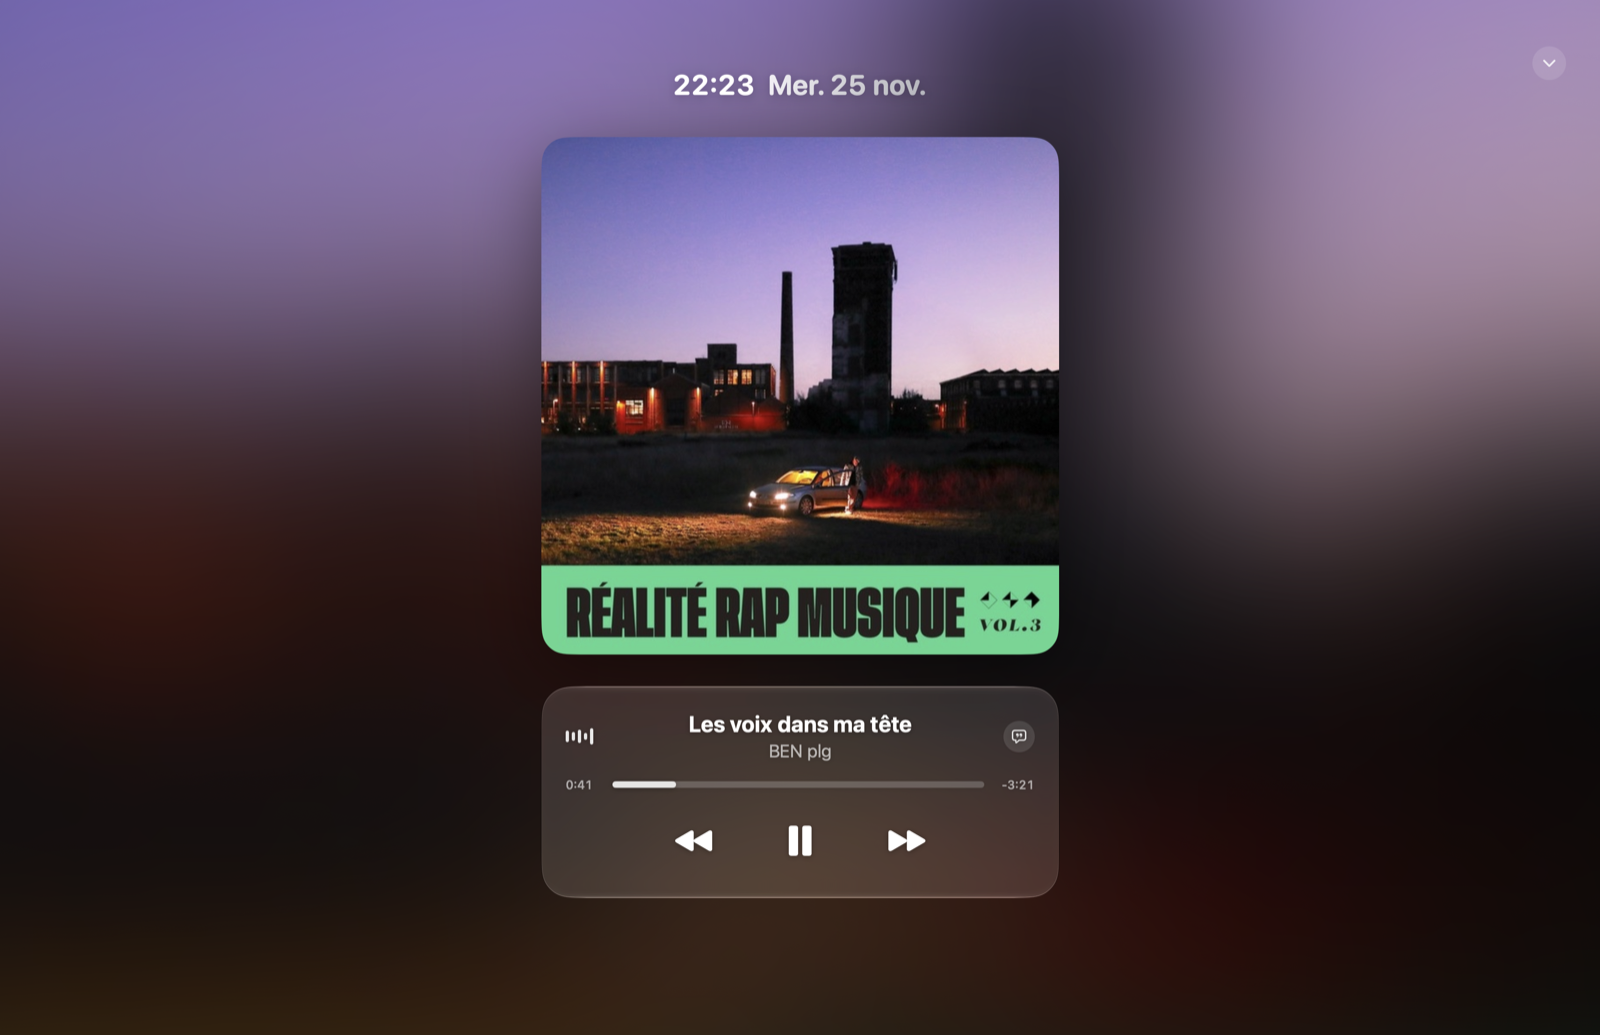 22:23 Mer. 25 nov.
RÉALITÉ RAP MUSIQUE
VOL.3
Les voix dans ma tête
BEN plg
0:41
-3:21